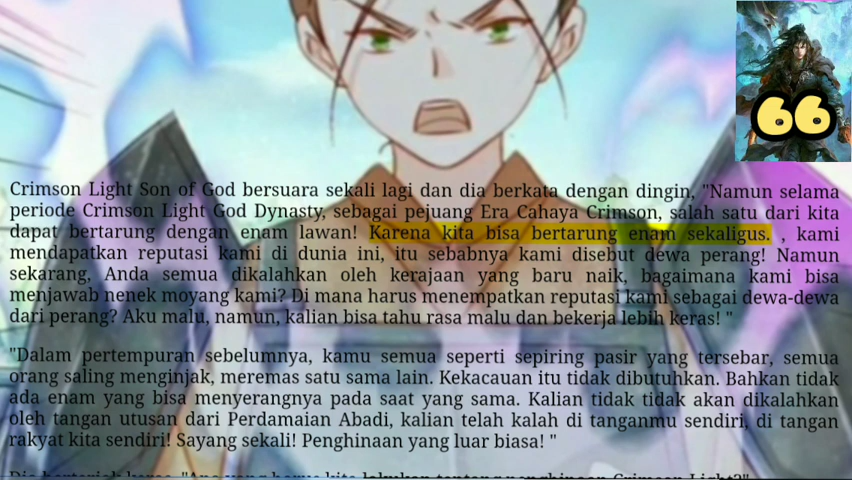 66
Crimson Light Son of God bersuara sekali lagi dan dia berkata dengan dingin, "Namun selama
periode Crimson Light God Dynasty, sebagai pejuang Era Cahaya Crimson, salah satu dari kita
dapat bertarung dengan enam lawan! Karena kita bisa bertarung enam sekaligus. , kami
mendapatkan reputasi kami di dunia ini, itu sebabnya kami disebut dewa perang! Namun
sekarang, Anda semua dikalahkan oleh kerajaan yang baru naik, bagaimana kami bisa
menjawab nenek moyang kami? Di mana harus menempatkan reputasi kami sebagai dewa-dewa
dari perang? Aku malu, namun, kalian bisa tahu rasa malu dan bekerja lebih keras! "
"Dalam pertempuran sebelumnya, kamu semua seperti sepiring pasir yang tersebar, semua
orang saling menginjak, meremas satu sama lain. Kekacauan itu tidak dibutuhkan. Bahkan tidak
ada enam yang bisa menyerangnya pada saat yang sama. Kalian tidak tidak akan dikalahkan
oleh tangan utusan dari Perdamaian Abadi, kalian telah kalah di tanganmu sendiri, di tangan
rakyat kita sendiri! Sayang sekali! Penghinaan yang luar biasa! "